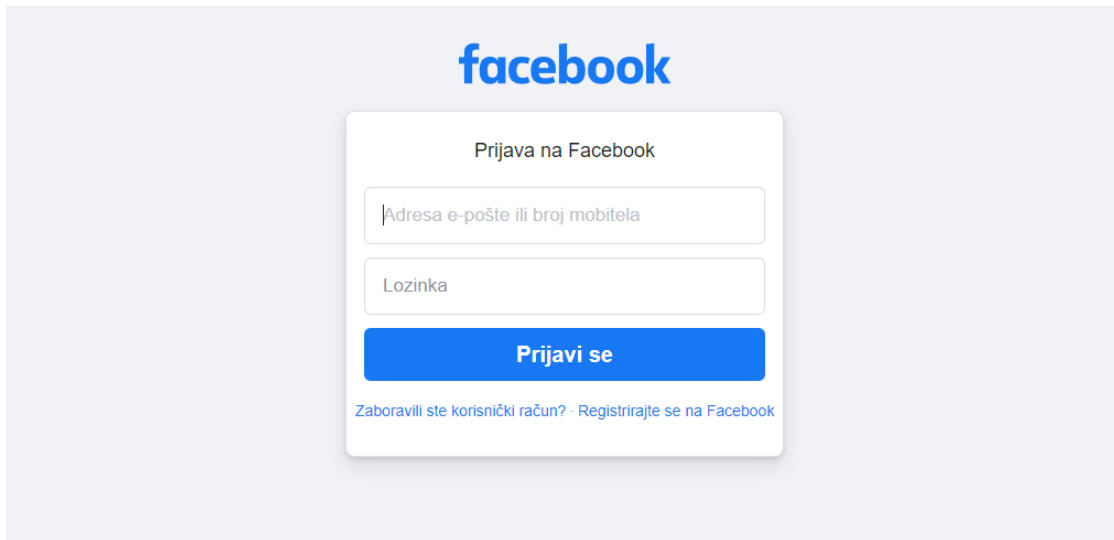 facebook
Prijava na Facebook
Adresa e-pošte ili broj mobitela
Lozinka
Prijavi se
Zaboravili ste korisnički račun? · Registrirajte se na Facebook